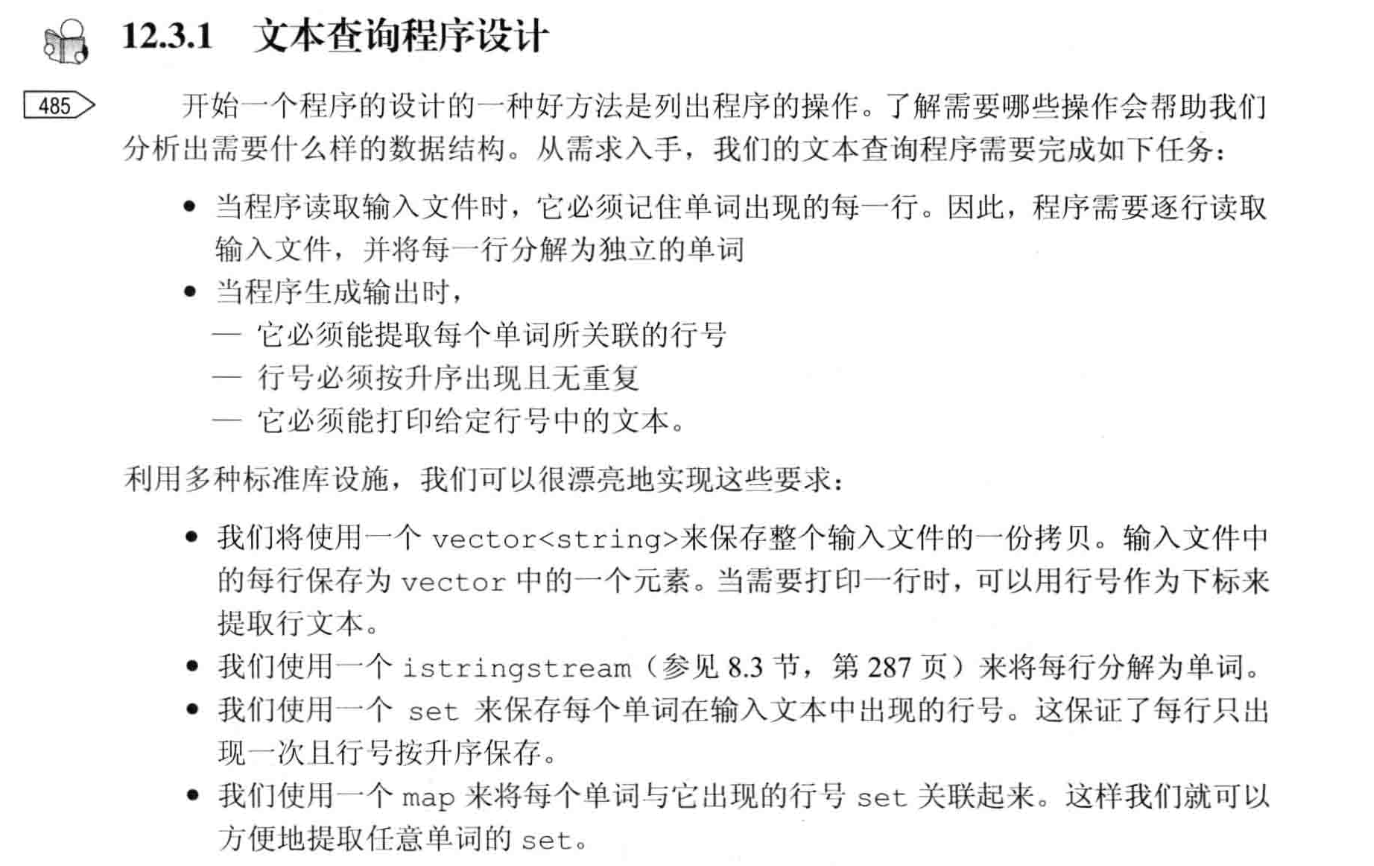 12.3.1 文本查询程序设计
485
开始一个程序的设计的一种好方法是列出程序的操作。了解需要哪些操作会帮助我们
分析出需要什么样的数据结构。从需求入手，我们的文本查询程序需要完成如下任务：
● 当程序读取输入文件时，它必须记住单词出现的每一行。因此，程序需要逐行读取
输入文件，并将每一行分解为独立的单词
● 当程序生成输出时，
— 它必须能提取每个单词所关联的行号
— 行号必须按升序出现且无重复
— 它必须能打印给定行号中的文本。
利用多种标准库设施，我们可以很漂亮地实现这些要求：
● 我们将使用一个 vector<string>来保存整个输入文件的一份拷贝。输入文件中
的每行保存为 vector 中的一个元素。当需要打印一行时，可以用行号作为下标来
提取行文本。
● 我们使用一个 istringstream（参见 8.3 节，第 287 页）来将每行分解为单词。
● 我们使用一个 set 来保存每个单词在输入文本中出现的行号。这保证了每行只出
现一次且行号按升序保存。
● 我们使用一个 map 来将每个单词与它出现的行号 set 关联起来。这样我们就可以
方便地提取任意单词的 set。